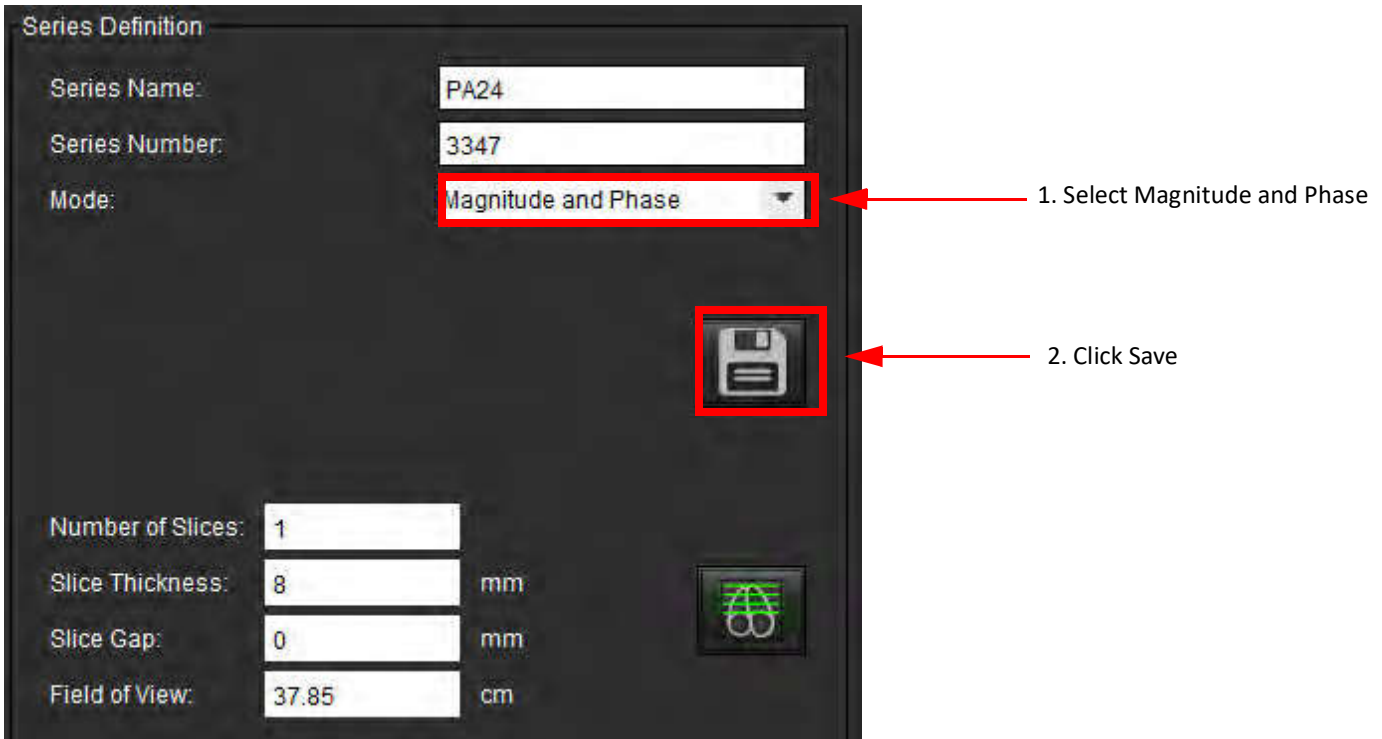 Series Definition
Series Name: PA24
Series Number: 3347
Mode: Magnitude and Phase
1. Select Magnitude and Phase
2. Click Save
Number of Slices: 1
Slice Thickness: 8 mm
Slice Gap: 0 mm
Field of View: 37.85 cm